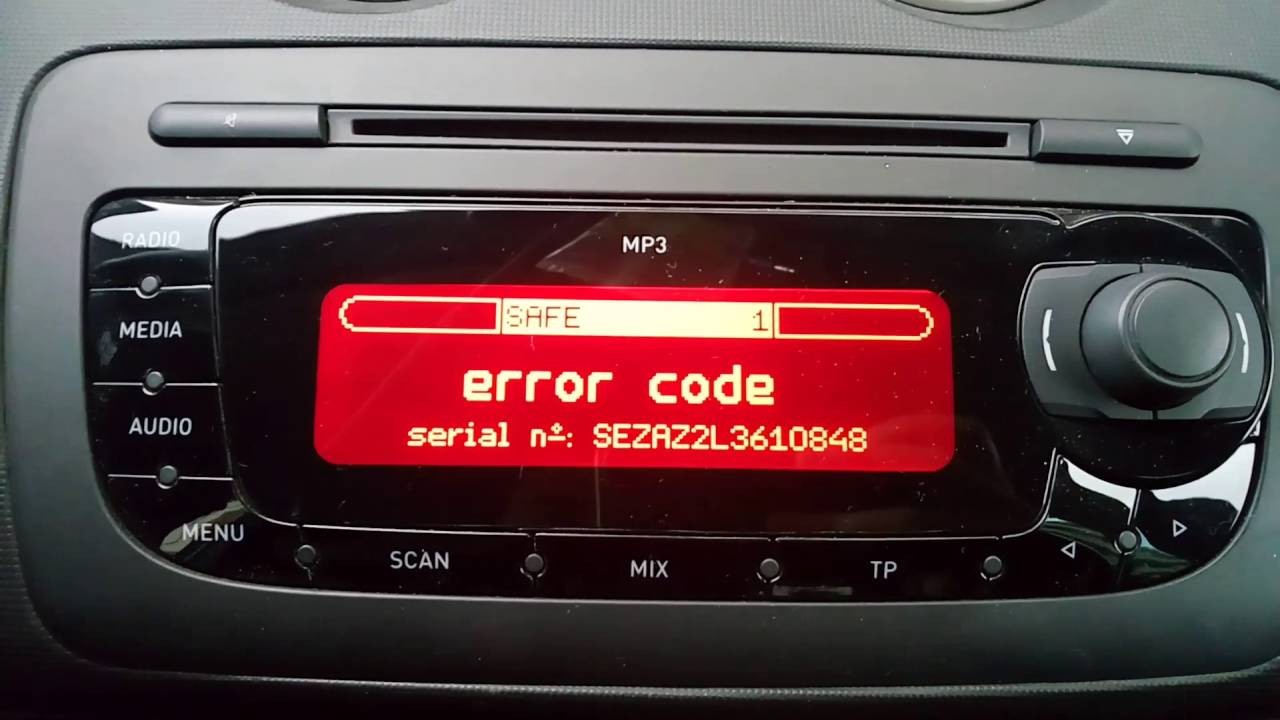 RADIO
MP3
SAFE 1
MEDIA
error code
AUDIO
serial nº: SEZAZ2L3610848
MENU
SCAN
MIX
TP